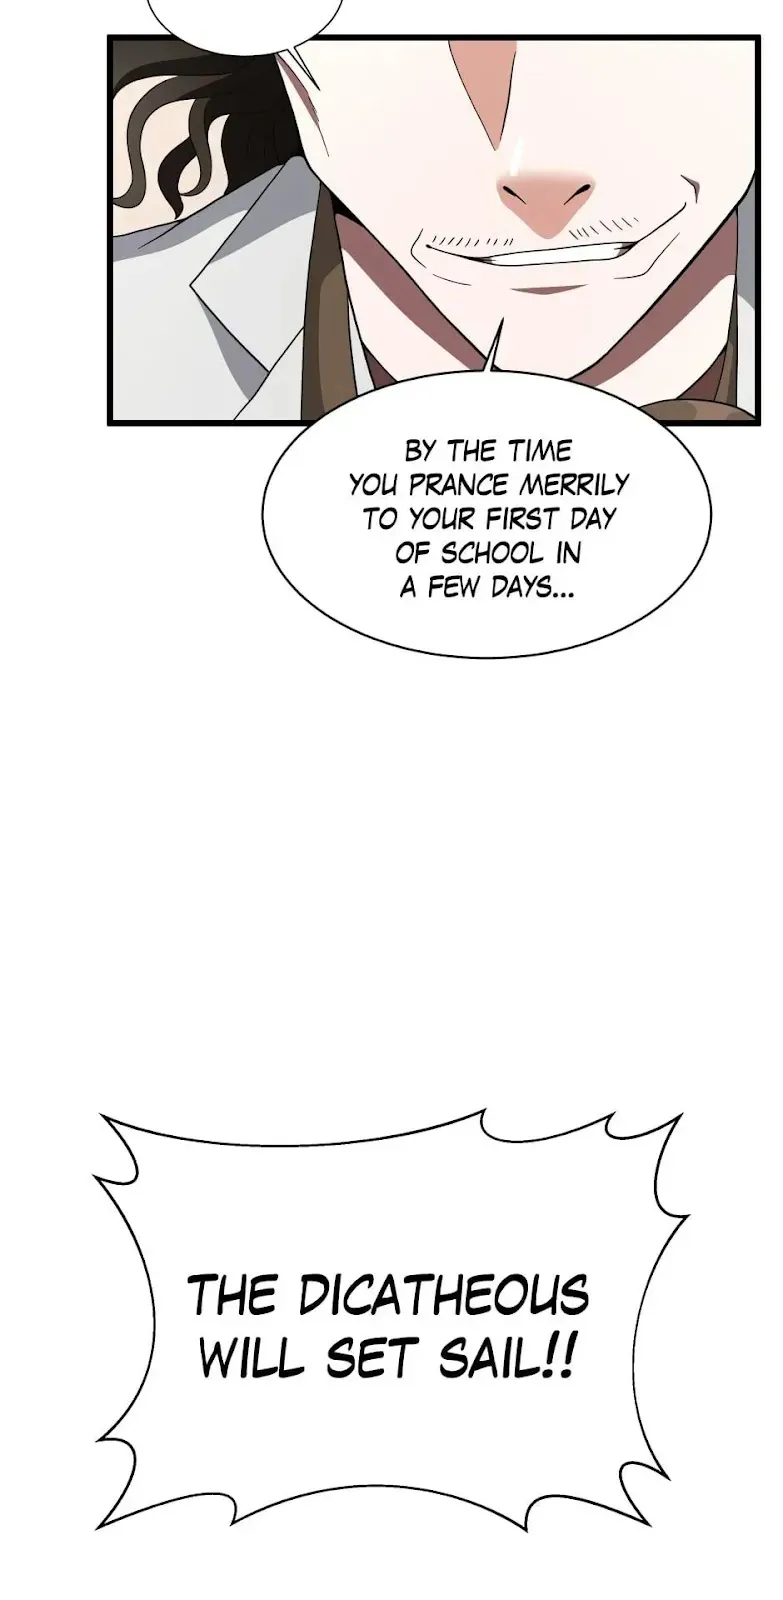 BY THE TIME
YOU PRANCE MERRILY
TO YOUR FIRST DAY
OF SCHOOL IN
A FEW DAYS...
THE DICATHEOUS
WILL SET SAIL!!